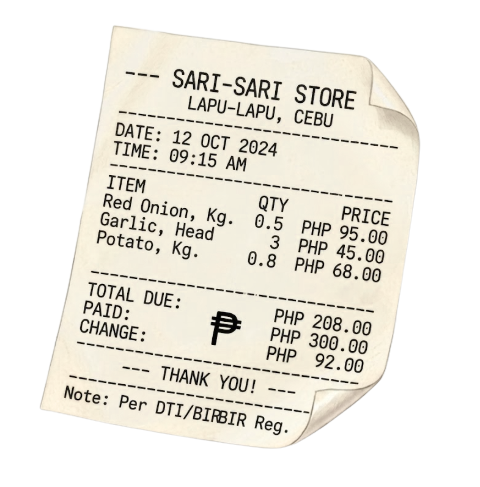 --- SARI-SARI STORE
LAPU-LAPU, CEBU
DATE: 12 OCT 2024
TIME: 09:15 AM
ITEM QTY PRICE
Red Onion, Kg. 0.5 PHP 95.00
Garlic, Head 3 PHP 45.00
Potato, Kg. 0.8 PHP 68.00
TOTAL DUE: PHP 208.00
PAID: ₱ PHP 300.00
CHANGE: PHP 92.00
--- THANK YOU! ---
Note: Per DTI/BIRBIR Reg.